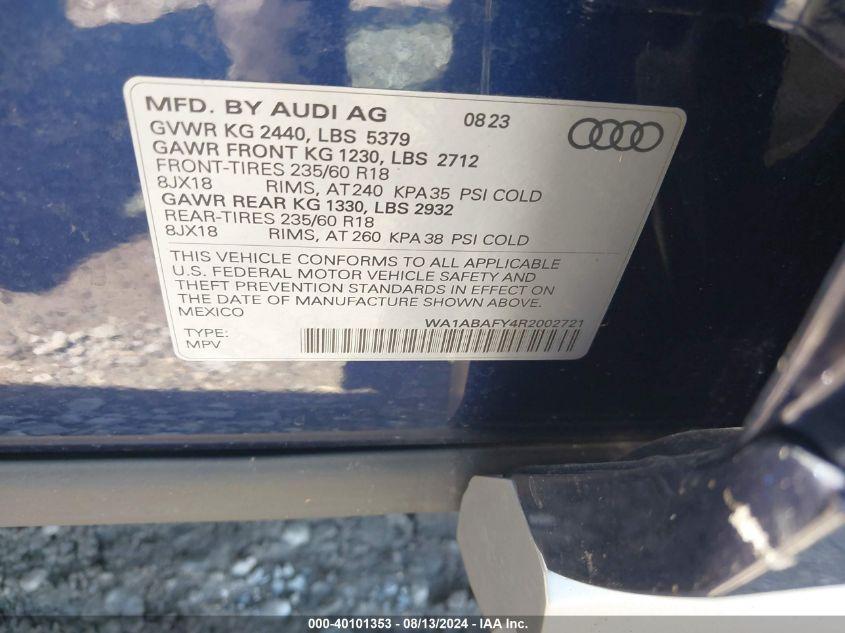 MFD. BY AUDI AG 08 23
GVWR KG 2440, LBS 5379
GAWR FRONT KG 1230, LBS 2712
FRONT-TIRES 235/60 R18
8JX18 RIMS, AT 240 KPA 35 PSI COLD
GAWR REAR KG 1330, LBS 2932
REAR-TIRES 235/60 R18
8JX18 RIMS, AT 260 KPA 38 PSI COLD
THIS VEHICLE CONFORMS TO ALL APPLICABLE
U.S. FEDERAL MOTOR VEHICLE SAFETY AND
THEFT PREVENTION STANDARDS IN EFFECT ON
THE DATE OF MANUFACTURE SHOWN ABOVE.
MEXICO
WA1ABAFY4R2002721
TYPE:
MPV
000-40101353 / 08/13/2024 - IAA Inc.